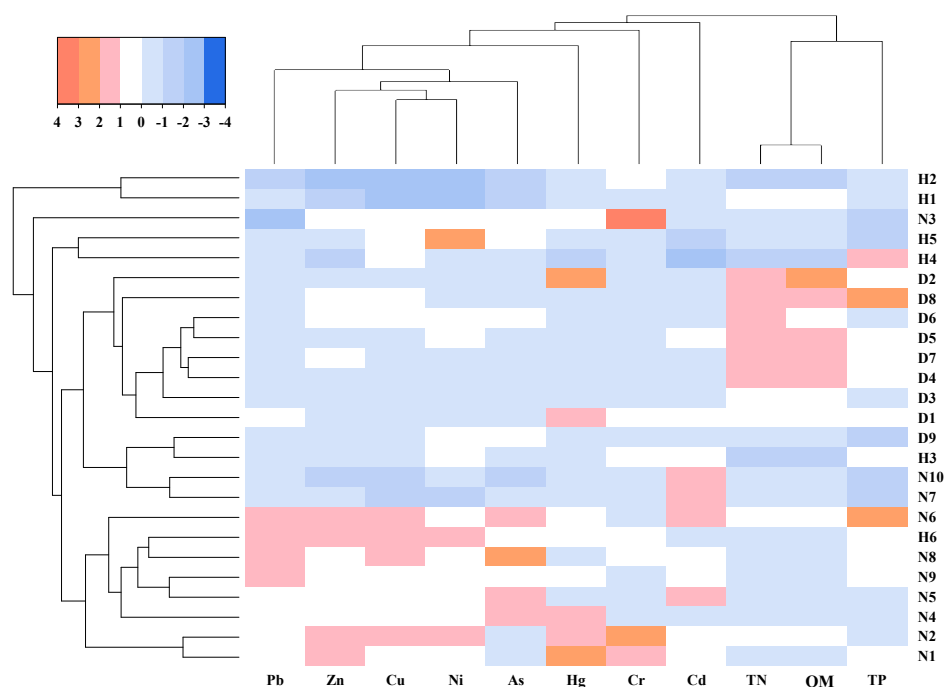 4 3 2 1 0 -1 -2 -3 -4
H2
H1
N3
H5
H4
D2
D8
D6
D5
D7
D4
D3
D1
D9
H3
N10
N7
N6
H6
N8
N9
N5
N4
N2
N1
Pb Zn Cu Ni As Hg Cr Cd TN OM TP